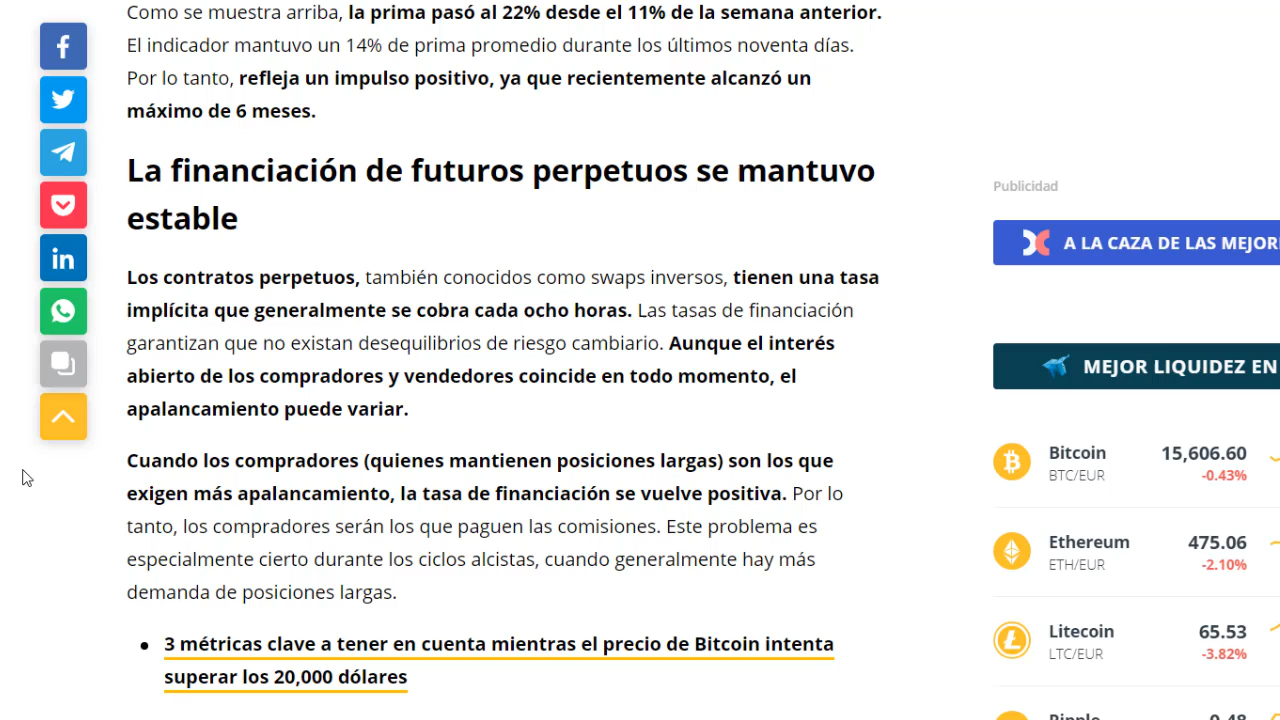 Como se muestra arriba, la prima pasó al 22% desde el 11% de la semana anterior.
El indicador mantuvo un 14% de prima promedio durante los últimos noventa días.
Por lo tanto, refleja un impulso positivo, ya que recientemente alcanzó un
máximo de 6 meses.
La financiación de futuros perpetuos se mantuvo
estable
Los contratos perpetuos, también conocidos como swaps inversos, tienen una tasa
implícita que generalmente se cobra cada ocho horas. Las tasas de financiación
garantizan que no existan desequilibrios de riesgo cambiario. Aunque el interés
abierto de los compradores y vendedores coincide en todo momento, el
apalancamiento puede variar.
Cuando los compradores (quienes mantienen posiciones largas) son los que
exigen más apalancamiento, la tasa de financiación se vuelve positiva. Por lo
tanto, los compradores serán los que paguen las comisiones. Este problema es
especialmente cierto durante los ciclos alcistas, cuando generalmente hay más
demanda de posiciones largas.
• 3 métricas clave a tener en cuenta mientras el precio de Bitcoin intenta
superar los 20,000 dólares
Publicidad
A LA CAZA DE LAS MEJOR
MEJOR LIQUIDEZ EN
Bitcoin 15,606.60
BTC/EUR -0.43%
Ethereum 475.06
ETH/EUR -2.10%
Litecoin 65.53
LTC/EUR -3.82%
Ripple 0.48